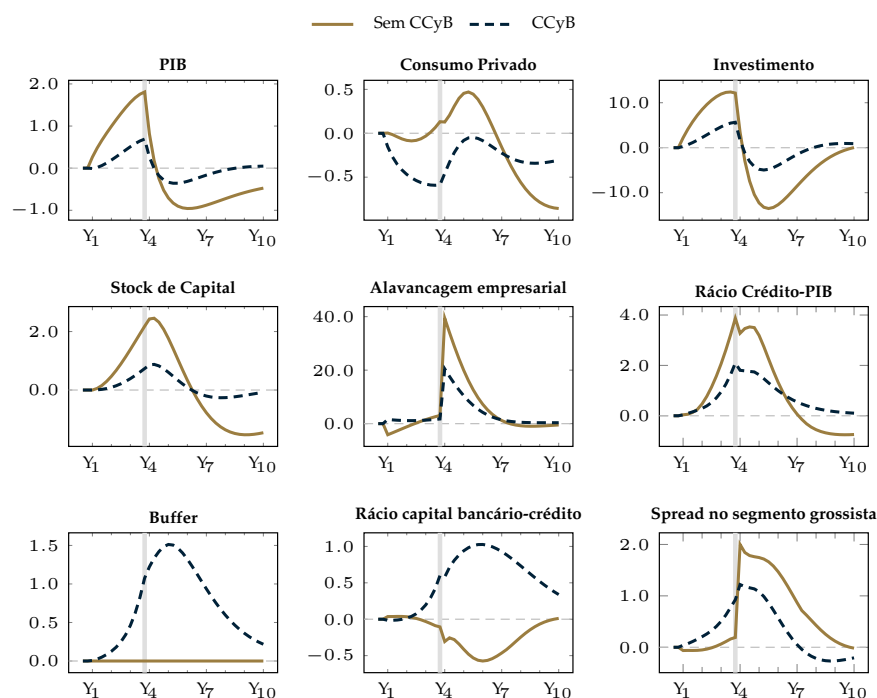 Sem CCyB CCyB
PIB Consumo Privado Investimento
2.0
1.0
0.0
−1.0
Y1 Y4 Y7 Y10
0.5
0.0
−0.5
Y1 Y4 Y7 Y10
10.0
0.0
−10.0
Y1 Y4 Y7 Y10
Stock de Capital Alavancagem empresarial Rácio Crédito-PIB
2.0
0.0
Y1 Y4 Y7 Y10
40.0
20.0
0.0
Y1 Y4 Y7 Y10
4.0
2.0
0.0
Y1 Y4 Y7 Y10
Buffer Rácio capital bancário-crédito Spread no segmento grossista
1.5
1.0
0.5
0.0
Y1 Y4 Y7 Y10
1.0
0.5
0.0
−0.5
Y1 Y4 Y7 Y10
2.0
1.0
0.0
Y1 Y4 Y7 Y10